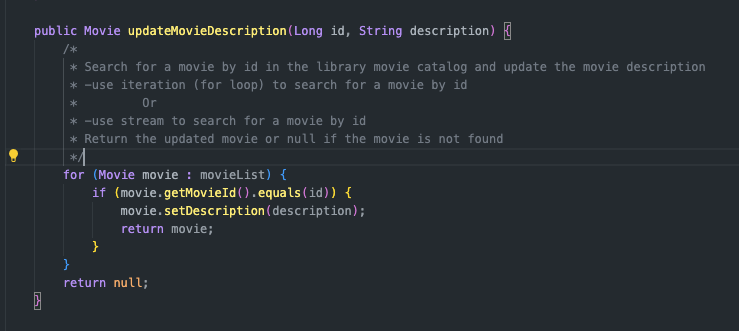 public Movie updateMovieDescription(Long id, String description) {
/*
* Search for a movie by id in the library movie catalog and update the movie description
* -use iteration (for loop) to search for a movie by id
* Or
* -use stream to search for a movie by id
* Return the updated movie or null if the movie is not found
*/
for (Movie movie : movieList) {
if (movie.getMovieId().equals(id)) {
movie.setDescription(description);
return movie;
}
}
return null;
}